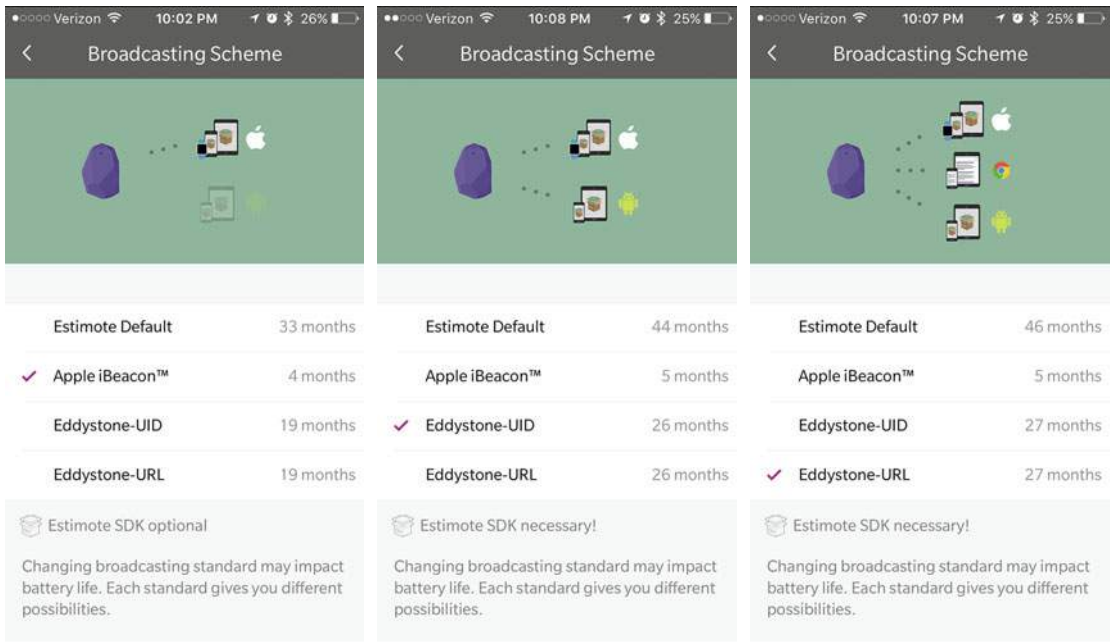 Verizon 10:02 PM 26%
Broadcasting Scheme
Estimote Default 33 months
Apple iBeacon™ 4 months
Eddystone-UID 19 months
Eddystone-URL 19 months
Estimote SDK optional
Changing broadcasting standard may impact
battery life. Each standard gives you different
possibilities.
Verizon 10:08 PM 25%
Broadcasting Scheme
Estimote Default 44 months
Apple iBeacon™ 5 months
Eddystone-UID 26 months
Eddystone-URL 26 months
Estimote SDK necessary!
Changing broadcasting standard may impact
battery life. Each standard gives you different
possibilities.
Verizon 10:07 PM 25%
Broadcasting Scheme
Estimote Default 46 months
Apple iBeacon™ 5 months
Eddystone-UID 27 months
Eddystone-URL 27 months
Estimote SDK necessary!
Changing broadcasting standard may impact
battery life. Each standard gives you different
possibilities.